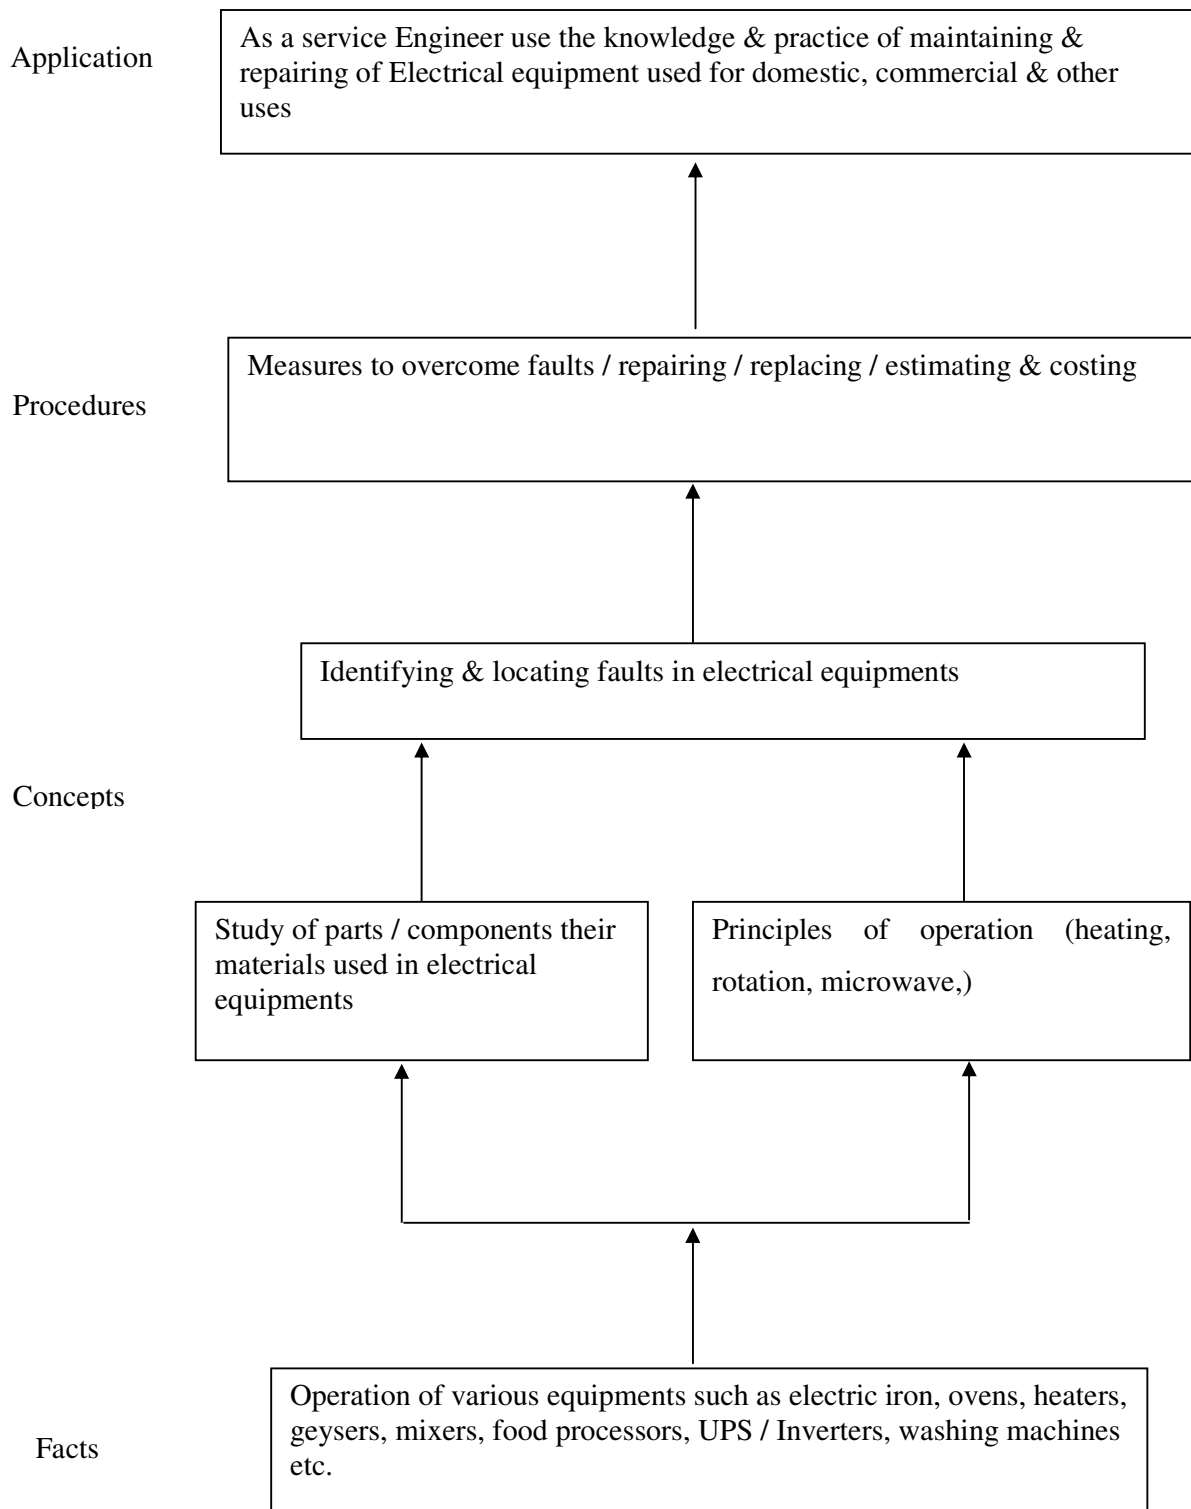 Application
As a service Engineer use the knowledge & practice of maintaining &
repairing of Electrical equipment used for domestic, commercial & other
uses
Procedures
Measures to overcome faults / repairing / replacing / estimating & costing
Identifying & locating faults in electrical equipments
Concepts
Study of parts / components their
materials used in electrical
equipments
Principles of operation (heating,
rotation, microwave,)
Facts
Operation of various equipments such as electric iron, ovens, heaters,
geysers, mixers, food processors, UPS / Inverters, washing machines
etc.